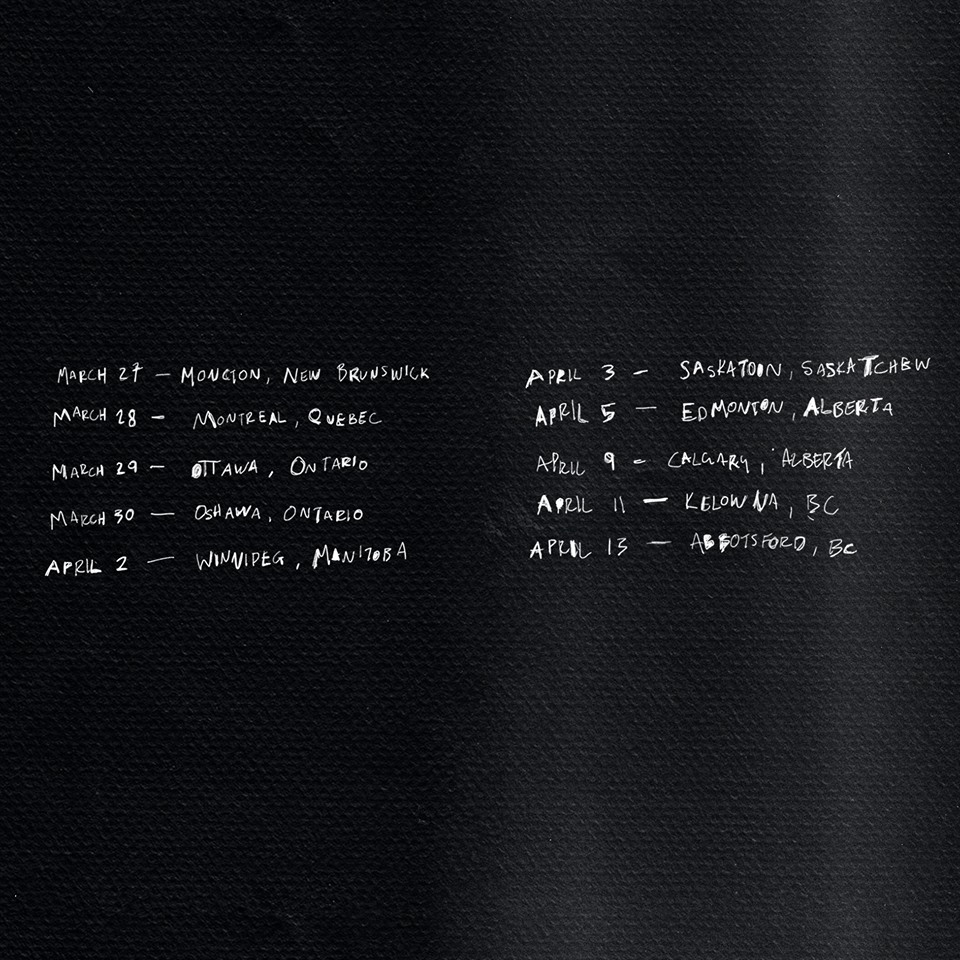 MARCH 27 — MONCTON, NEW BRUNSWICK
MARCH 28 — MONTREAL, QUEBEC
MARCH 29 — OTTAWA, ONTARIO
MARCH 30 — OSHAWA, ONTARIO
APRIL 2 — WINNIPEG, MANITOBA
APRIL 3 — SASKATOON, SASKATCHEW
APRIL 5 — EDMONTON, ALBERTA
APRIL 9 — CALGARY, ALBERTA
APRIL 11 — KELOWNA, BC
APRIL 13 — ABBOTSFORD, BC